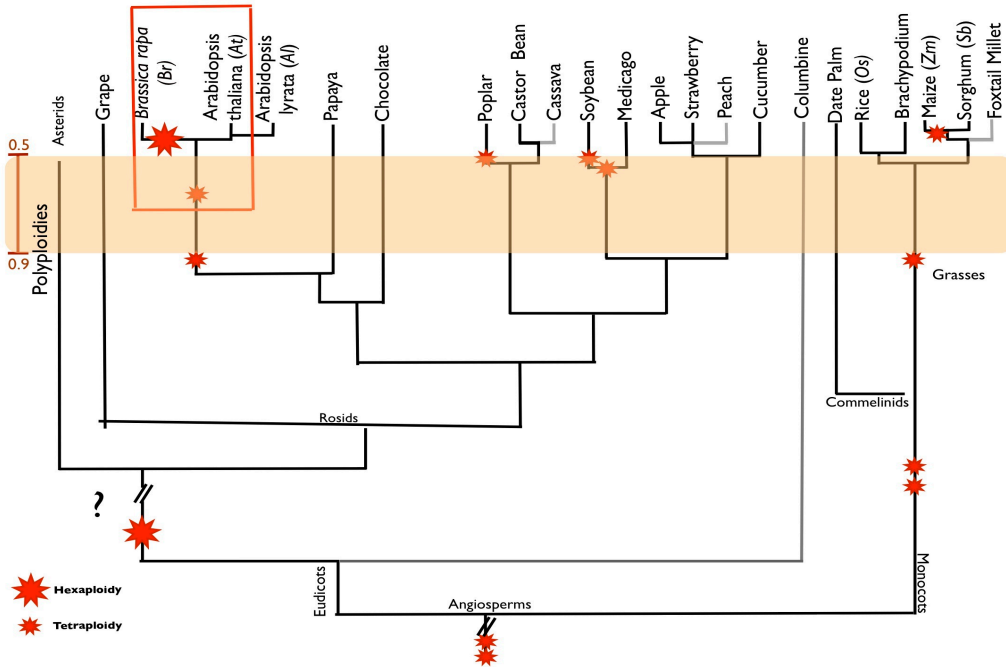 Asterids
Grape
Brassica rapa
(Br)
Arabidopsis
thaliana (At)
Arabidopsis
lyrata (Al)
Papaya
Chocolate
Poplar
Castor Bean
Cassava
Soybean
Medicago
Apple
Strawberry
Peach
Cucumber
Columbine
Date Palm
Rice (Os)
Brachypodium
Maize (Zm)
Sorghum (Sb)
Foxtail Millet
0.5
Polyploidies
0.9
Grasses
Commelinids
Rosids
?
Eudicots
Monocots
Angiosperms
Hexaploidy
Tetraploidy